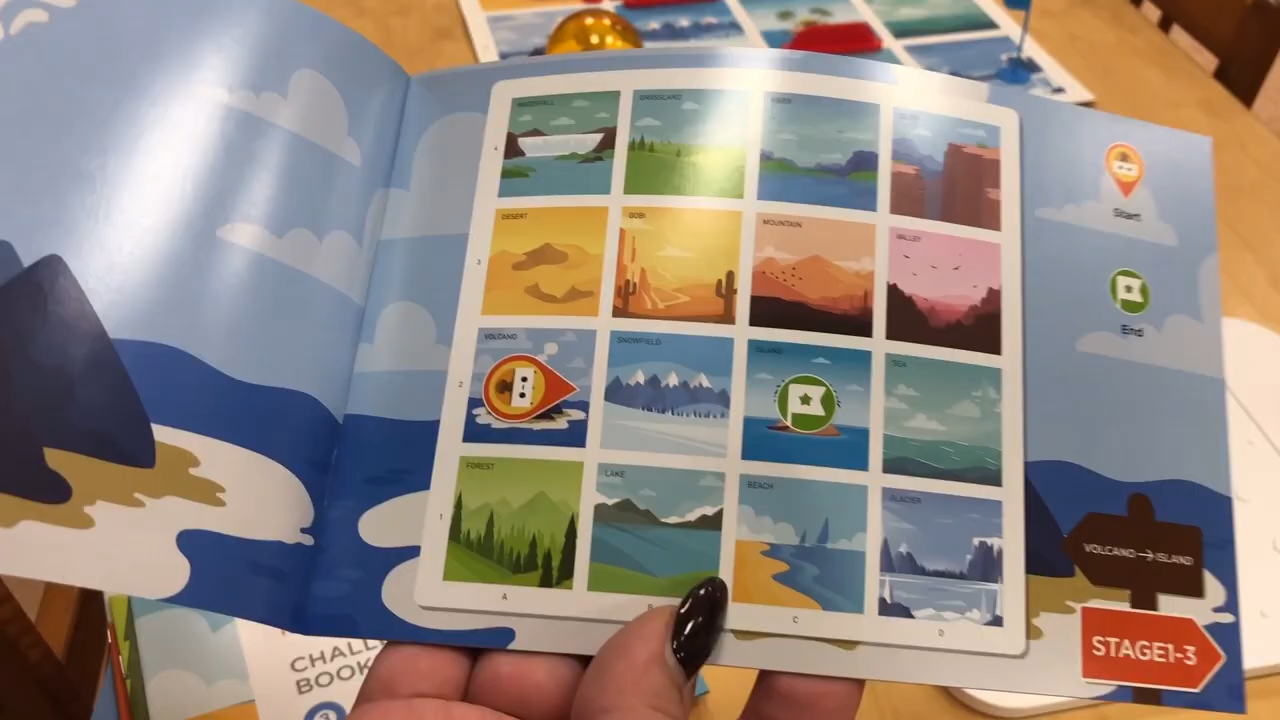 WATERFALL
GRASSLAND
RIVER
4
DESERT
GOBI
MOUNTAIN
VALLEY
3
VOLCANO
SNOWFIELD
ISLAND
SEA
2
FOREST
LAKE
BEACH
GLACIER
1
A
B
C
D
Start
End
VOLCANO → ISLAND
STAGE1-3
CHALL
BOOK
3